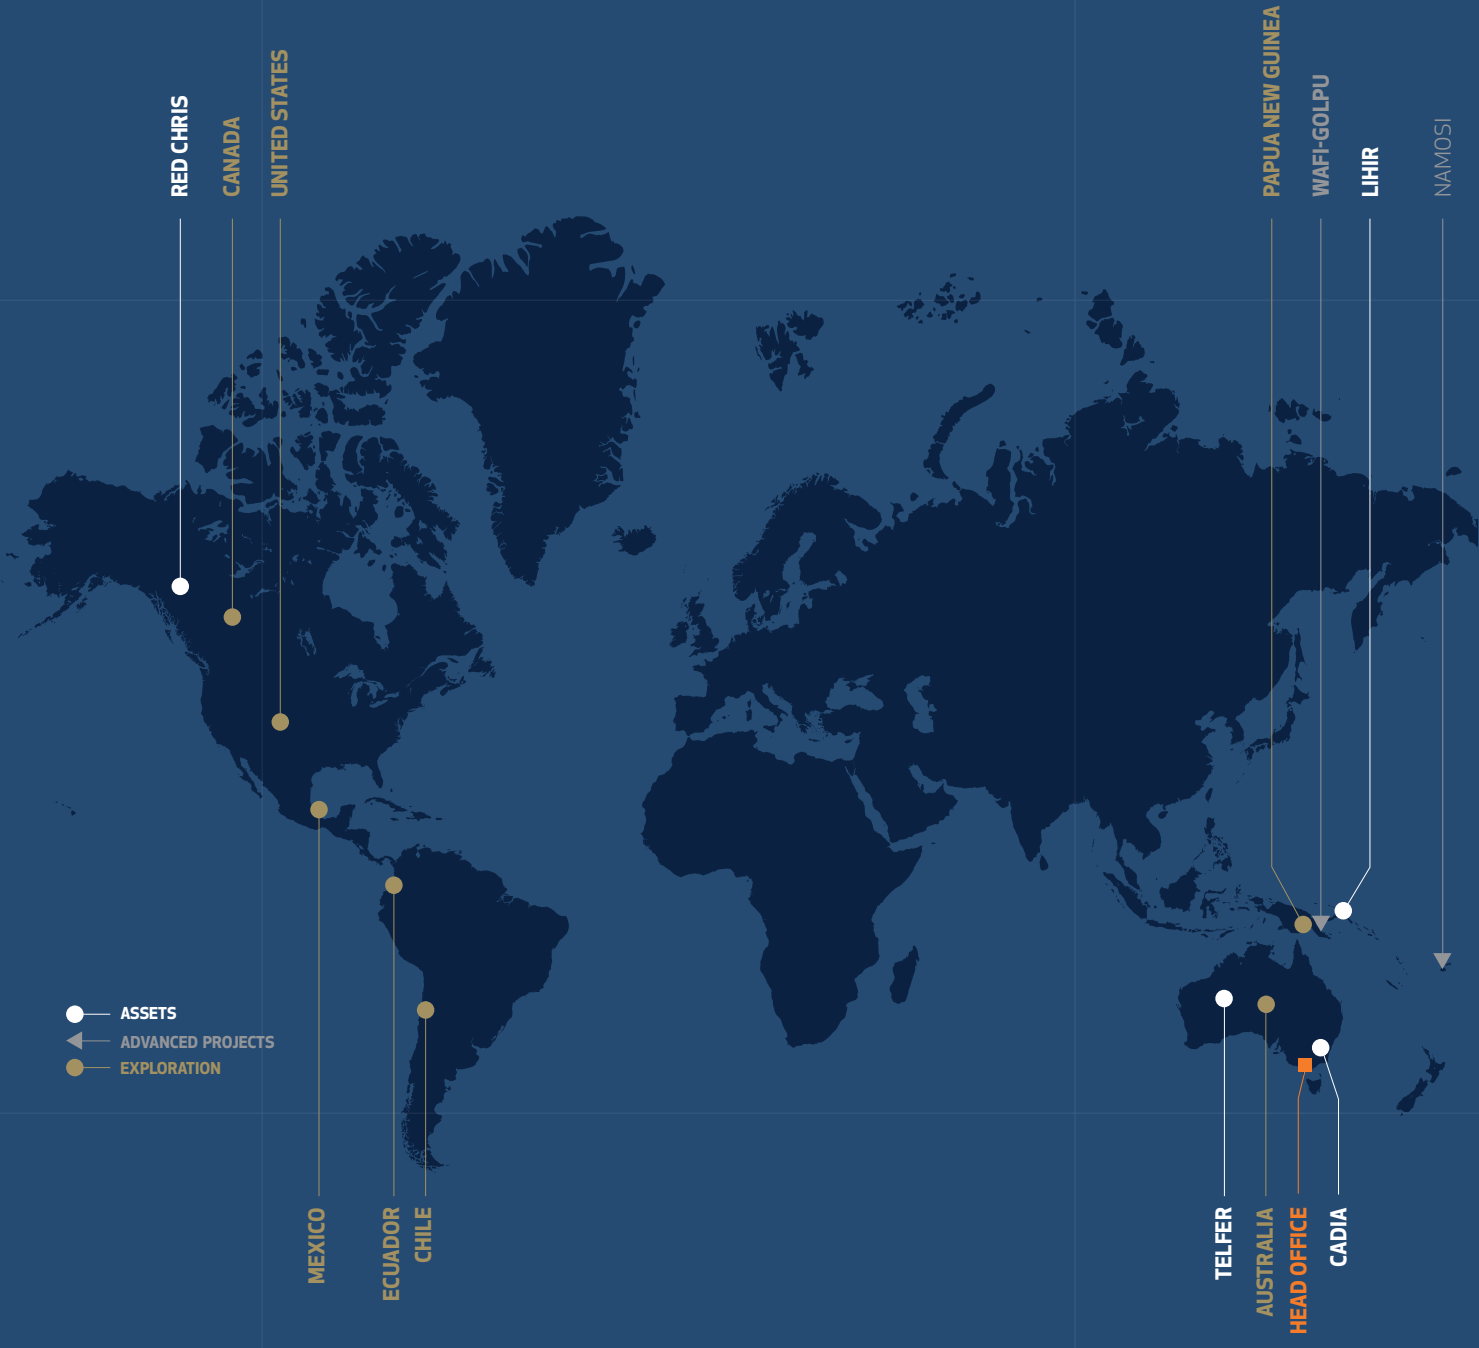 RED CHRIS
CANADA
UNITED STATES
PAPUA NEW GUINEA
WAFI-GOLPU
LIHIR
NAMOSI
ASSETS
ADVANCED PROJECTS
EXPLORATION
MEXICO
ECUADOR
CHILE
TELFER
AUSTRALIA
HEAD OFFICE
CADIA